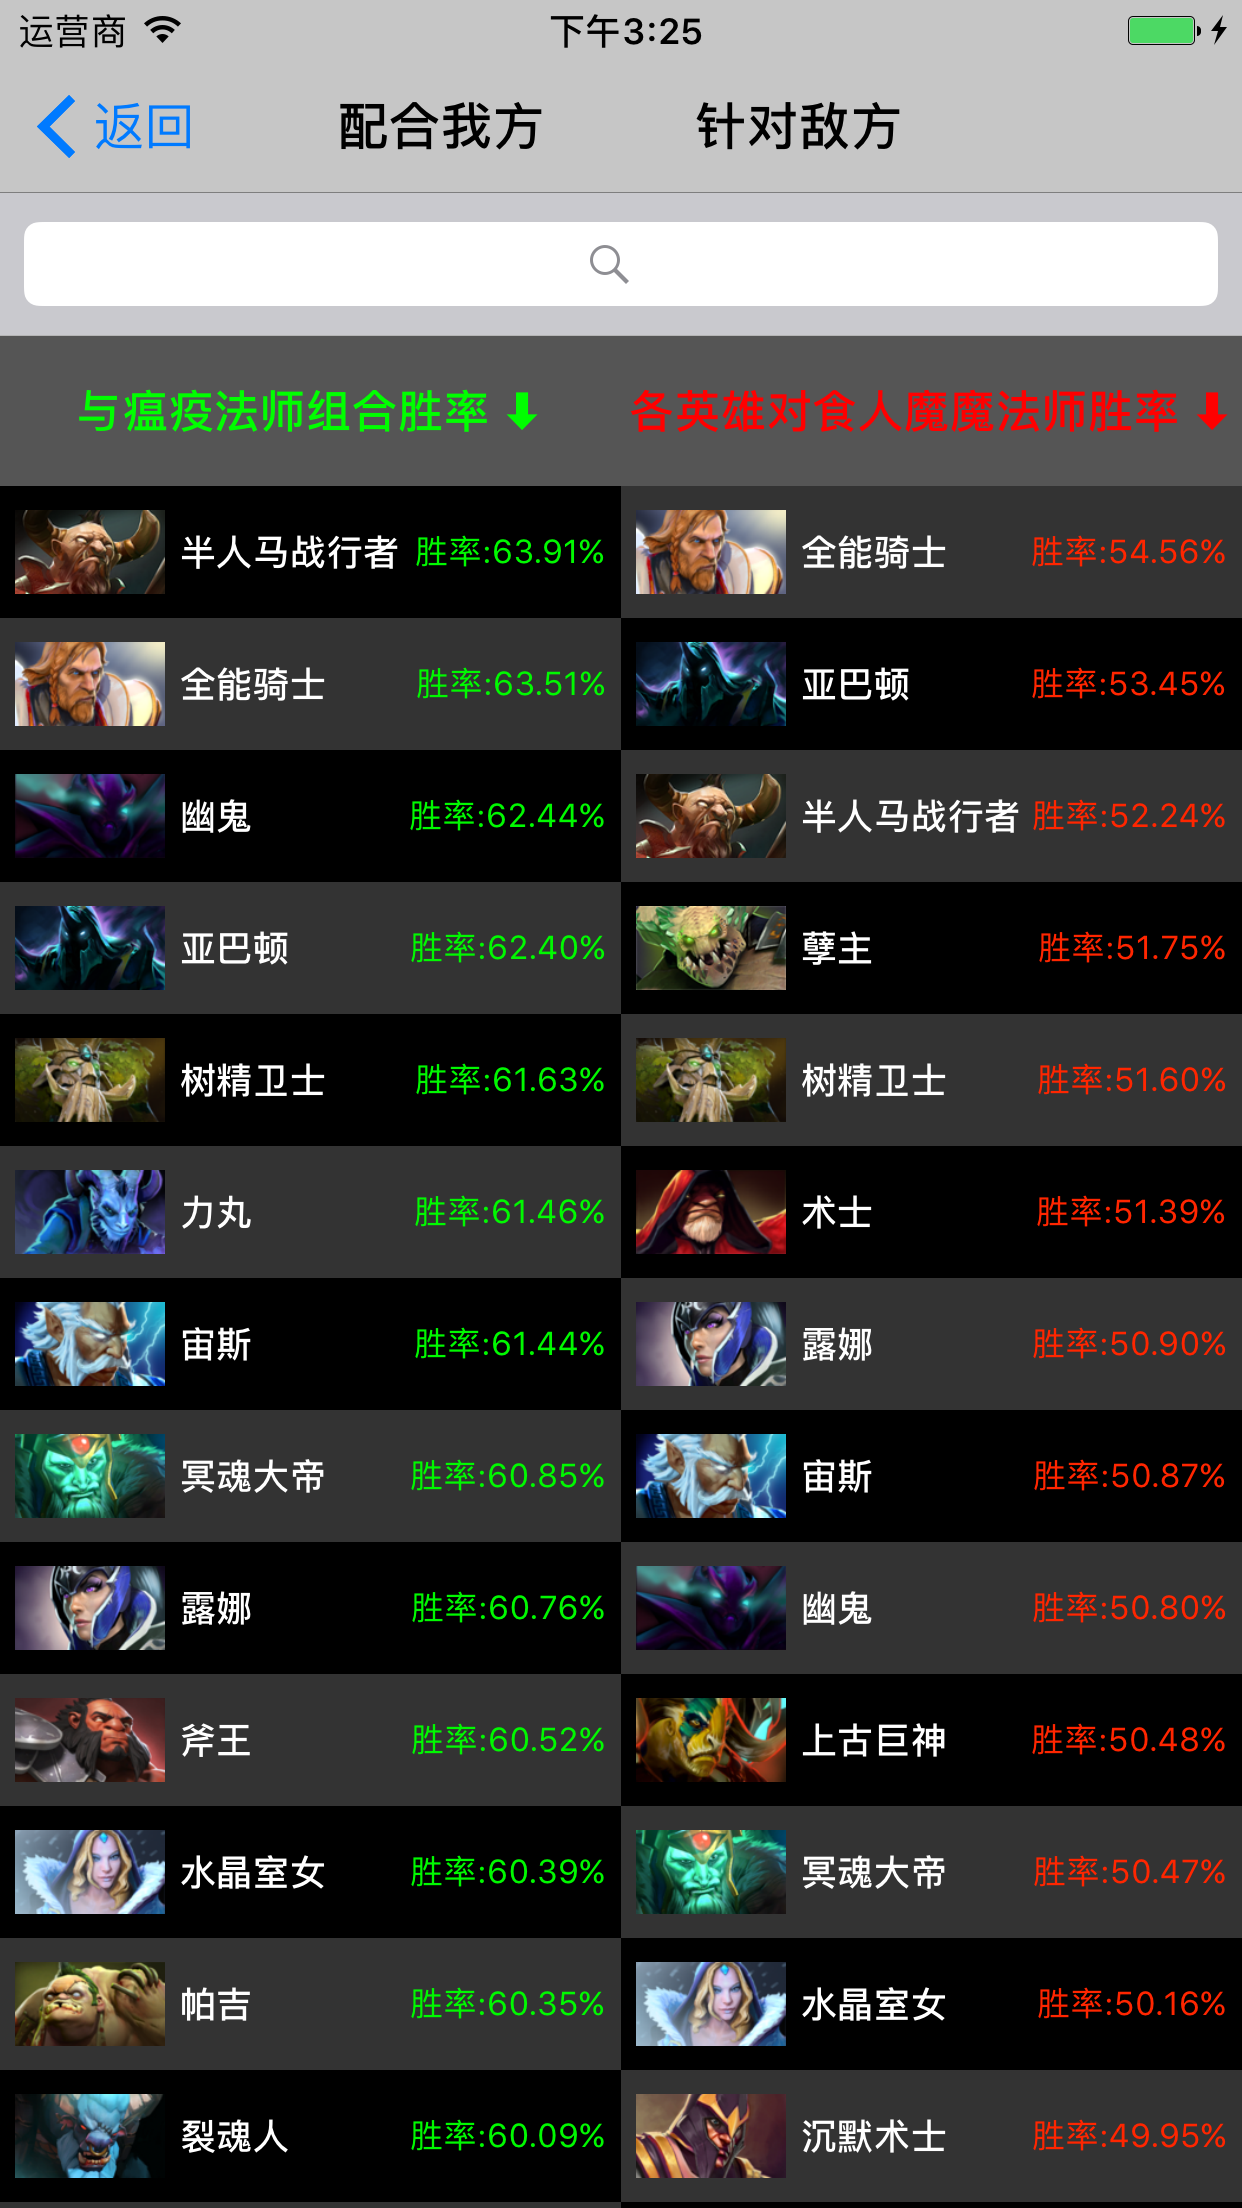 运营商 下午3:25
返回 配合我方 针对敌方
与瘟疫法师组合胜率 各英雄对食人魔魔法师胜率
半人马战行者 胜率:63.91% 全能骑士 胜率:54.56%
全能骑士 胜率:63.51% 亚巴顿 胜率:53.45%
幽鬼 胜率:62.44% 半人马战行者 胜率:52.24%
亚巴顿 胜率:62.40% 孽主 胜率:51.75%
树精卫士 胜率:61.63% 树精卫士 胜率:51.60%
力丸 胜率:61.46% 术士 胜率:51.39%
宙斯 胜率:61.44% 露娜 胜率:50.90%
冥魂大帝 胜率:60.85% 宙斯 胜率:50.87%
露娜 胜率:60.76% 幽鬼 胜率:50.80%
斧王 胜率:60.52% 上古巨神 胜率:50.48%
水晶室女 胜率:60.39% 冥魂大帝 胜率:50.47%
帕吉 胜率:60.35% 水晶室女 胜率:50.16%
裂魂人 胜率:60.09% 沉默术士 胜率:49.95%